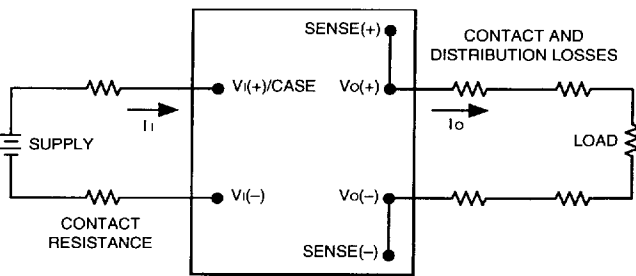 SENSE(+)
CONTACT AND
DISTRIBUTION LOSSES
VI(+)/CASE
VO(+)
II
IO
SUPPLY
LOAD
VI(–)
VO(–)
CONTACT
RESISTANCE
SENSE(–)